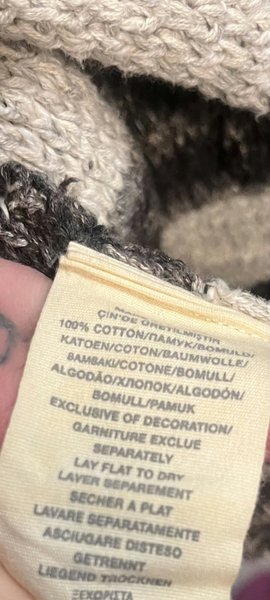 ÇİN'DE ÜRETİLMİŞTİR
100% COTTON/ПАМУК/BOMULD/
KATOEN/COTON/BAUMWOLLE/
ΒΑΜΒΑΚΙ/COTONE/BOMULL/
ALGODÃO/ХЛОПОК/ALGODÓN/
BOMULL/PAMUK
EXCLUSIVE OF DECORATION/
GARNITURE EXCLUE
SEPARATELY
LAY FLAT TO DRY
LAVER SEPAREMENT
SECHER A PLAT
LAVARE SEPARATAMENTE
ASCIUGARE DISTESO
GETRENNT
LIEGEND TROCKNEN
ΞΕΧΩΡΙΣΤΑ